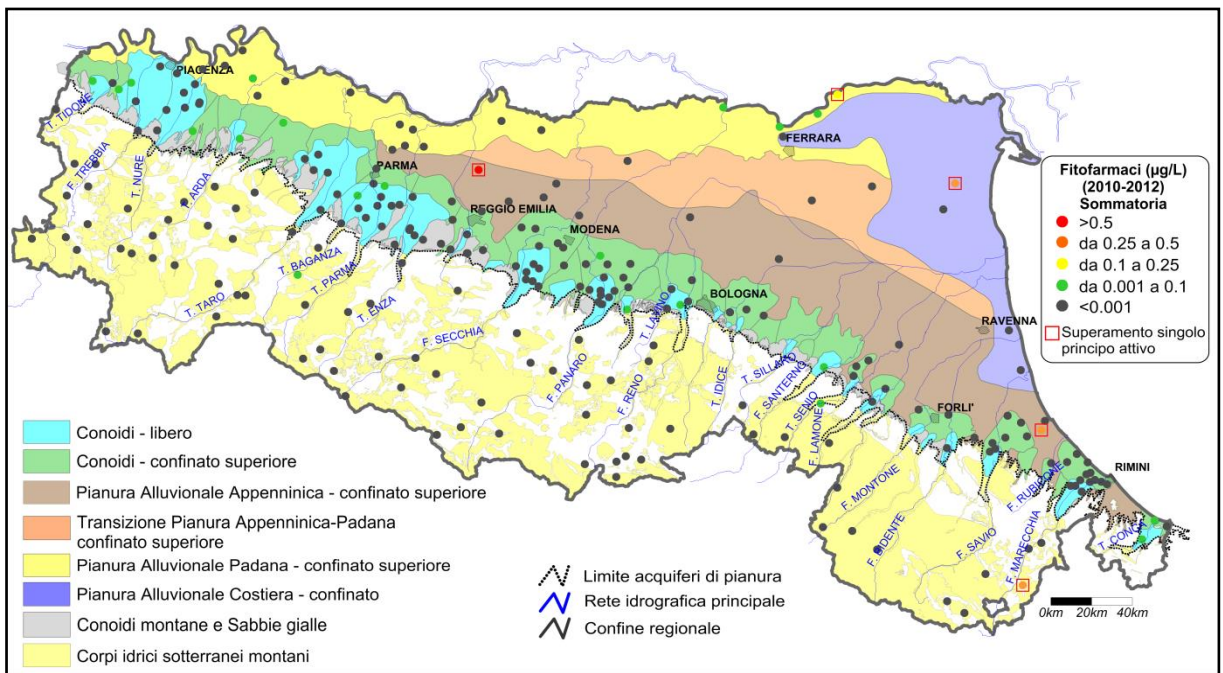 PIACENZA
T. TIDONE
F. TREBBIA
T. NURE
T. ARDA
PARMA
FERRARA
REGGIO EMILIA
MODENA
T. BAGANZA
T. PARMA
T. TARO
T. ENZA
F. SECCHIA
BOLOGNA
T. LAVINO
F. PANARO
F. RENO
T. IDICE
T. SILLARO
F. SANTERNO
T. SENIO
F. LAMONE
RAVENNA
FORLI'
RIMINI
F. MONTONE
F. BIDENTE
F. SAVIO
F. RUBICONE
F. MARECCHIA
T. CONCA
Fitofarmaci (µg/L)
(2010-2012)
Sommatoria
>0.5
da 0.25 a 0.5
da 0.1 a 0.25
da 0.001 a 0.1
<0.001
Superamento singolo
principo attivo
Conoidi - libero
Conoidi - confinato superiore
Pianura Alluvionale Appenninica - confinato superiore
Transizione Pianura Appenninica-Padana
confinato superiore
Pianura Alluvionale Padana - confinato superiore
Pianura Alluvionale Costiera - confinato
Conoidi montane e Sabbie gialle
Corpi idrici sotterranei montani
Limite acquiferi di pianura
Rete idrografica principale
Confine regionale
0km 20km 40km